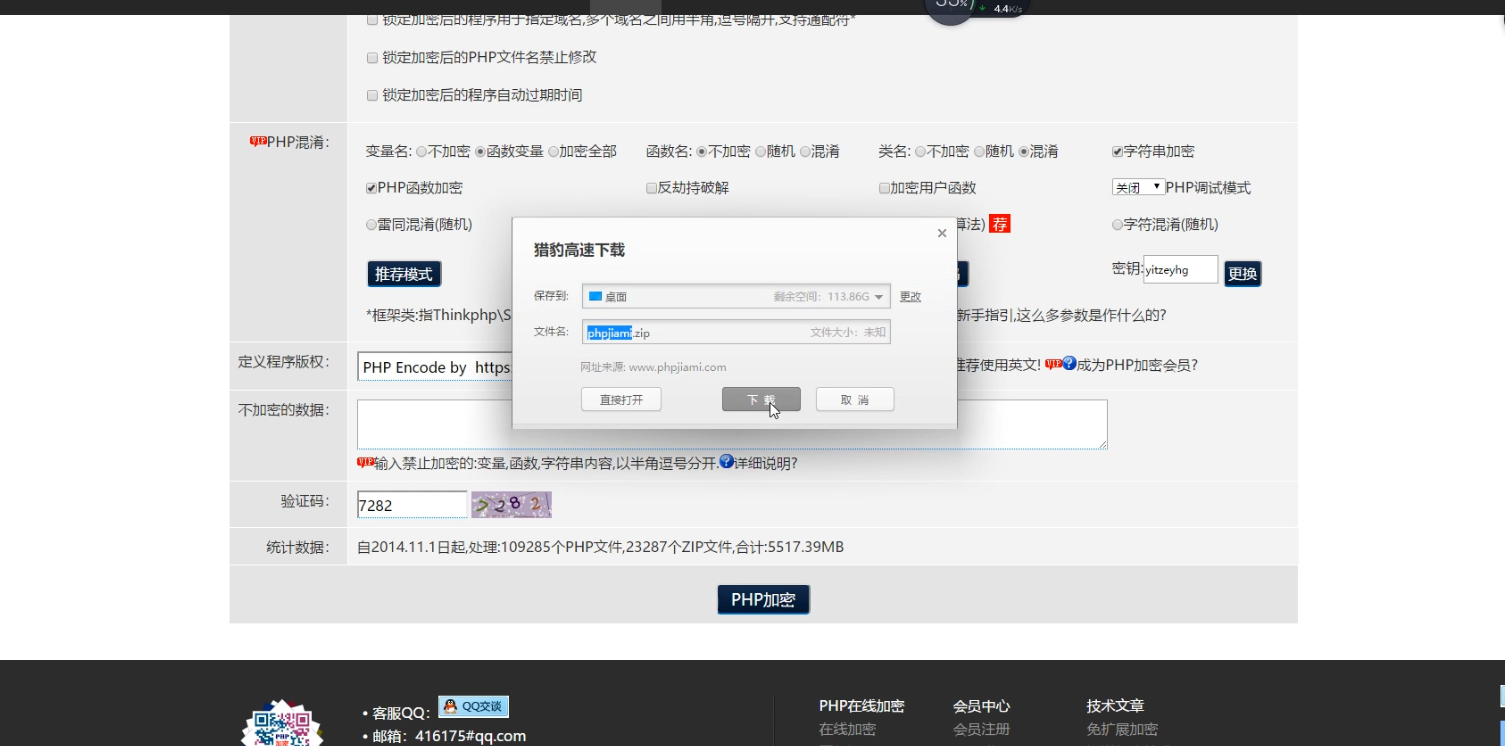 4.4K/s
锁定加密后的程序用于指定域名,多个域名之间用半角,逗号隔开,支持通配符*
锁定加密后的PHP文件名禁止修改
锁定加密后的程序自动过期时间
VIP PHP混淆:
变量名: 不加密 函数变量 加密全部 函数名: 不加密 随机 混淆 类名: 不加密 随机 混淆 字符串加密
PHP函数加密 反劫持破解 加密用户函数 关闭 PHP调试模式
雷同混淆(随机) 算法) 荐 字符混淆(随机)
推荐模式 密钥: yitzeyhg 更换
*框架类:指Thinkphp\S 新手指引,这么多参数是作什么的?
猎豹高速下载
保存到: 桌面 剩余空间: 113.86G 更改
文件名: phpjiami.zip 文件大小: 未知
网址来源: www.phpjiami.com
直接打开 下 载 取 消
定义程序版权: PHP Encode by https: 推荐使用英文! VIP ? 成为PHP加密会员?
不加密的数据:
VIP 输入禁止加密的:变量,函数,字符串内容,以半角逗号分开. ? 详细说明?
验证码: 7282 7282
统计数据: 自2014.11.1日起,处理:109285个PHP文件,23287个ZIP文件,合计:5517.39MB
PHP加密
• 客服QQ: QQ交谈
• 邮箱: 416175#qq.com
PHP在线加密 会员中心 技术文章
在线加密 会员注册 免扩展加密
PHP